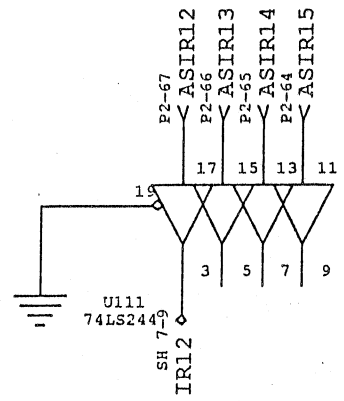 P2-67
ASIR12
P2-66
ASIR13
P2-65
ASIR14
P2-64
ASIR15
19
17
15
13
11
3
5
7
9
U111
74LS244
SH 7-9
IR12